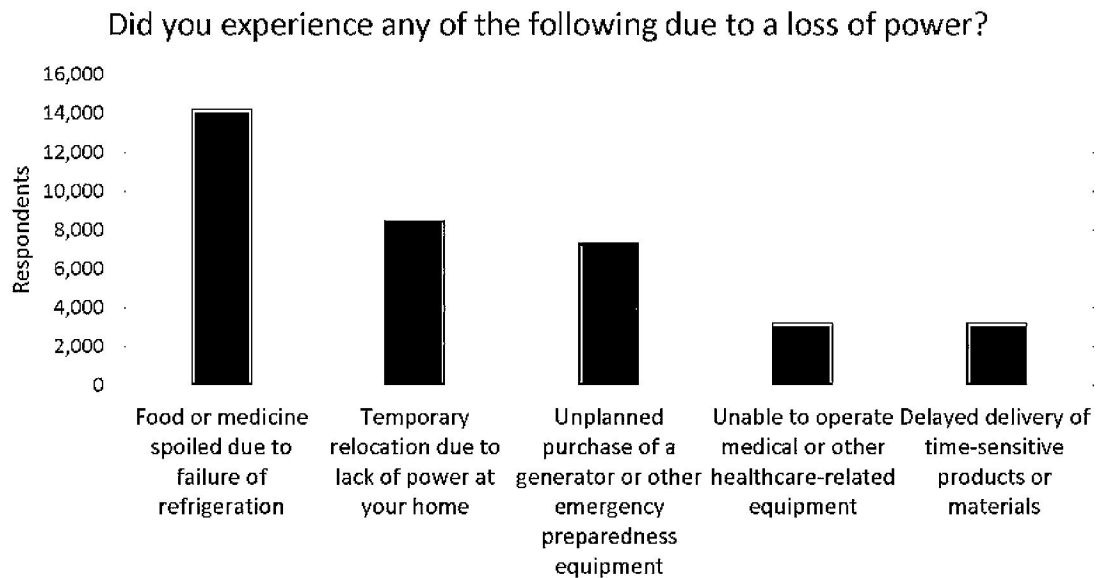 Did you experience any of the following due to a loss of power?
16,000
14,000
12,000
10,000
8,000
6,000
4,000
2,000
0
Respondents
Food or medicine
spoiled due to
failure of
refrigeration
Temporary
relocation due to
lack of power at
your home
Unplanned
purchase of a
generator or other
emergency
preparedness
equipment
Unable to operate
medical or other
healthcare-related
equipment
Delayed delivery of
time-sensitive
products or
materials